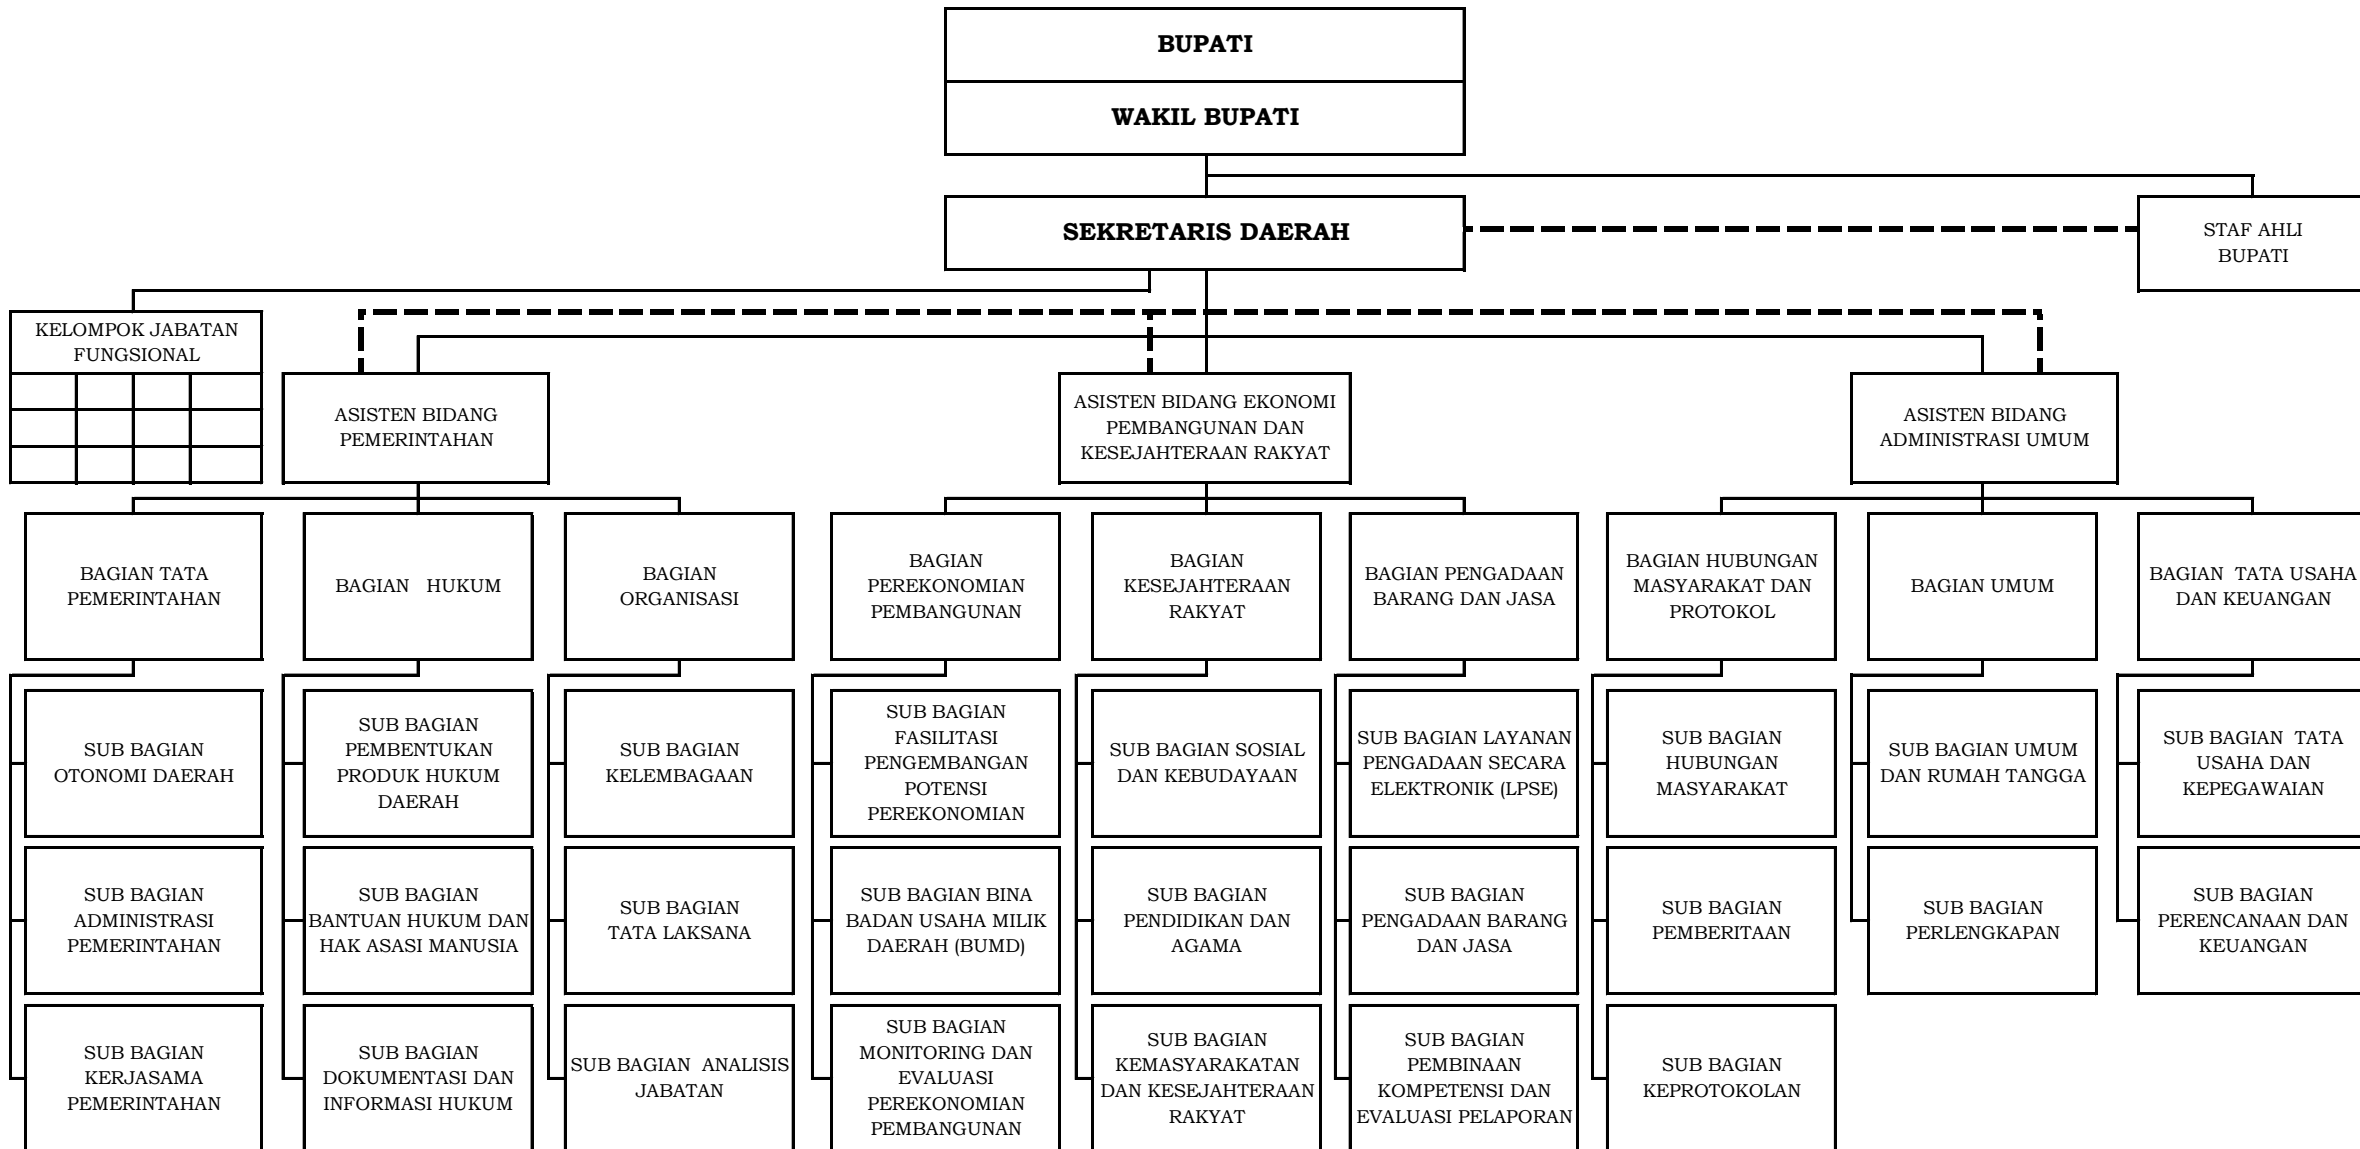 BUPATI
WAKIL BUPATI
SEKRETARIS DAERAH
STAF AHLI
BUPATI
KELOMPOK JABATAN
FUNGSIONAL
ASISTEN BIDANG
PEMERINTAHAN
ASISTEN BIDANG EKONOMI
PEMBANGUNAN DAN
KESEJAHTERAAN RAKYAT
ASISTEN BIDANG
ADMINISTRASI UMUM
BAGIAN TATA
PEMERINTAHAN
BAGIAN HUKUM
BAGIAN
ORGANISASI
BAGIAN
PEREKONOMIAN
PEMBANGUNAN
BAGIAN
KESEJAHTERAAN
RAKYAT
BAGIAN PENGADAAN
BARANG DAN JASA
BAGIAN HUBUNGAN
MASYARAKAT DAN
PROTOKOL
BAGIAN UMUM
BAGIAN TATA USAHA
DAN KEUANGAN
SUB BAGIAN
OTONOMI DAERAH
SUB BAGIAN
PEMBENTUKAN
PRODUK HUKUM
DAERAH
SUB BAGIAN
KELEMBAGAAN
SUB BAGIAN
FASILITASI
PENGEMBANGAN
POTENSI
PEREKONOMIAN
SUB BAGIAN SOSIAL
DAN KEBUDAYAAN
SUB BAGIAN LAYANAN
PENGADAAN SECARA
ELEKTRONIK (LPSE)
SUB BAGIAN
HUBUNGAN
MASYARAKAT
SUB BAGIAN UMUM
DAN RUMAH TANGGA
SUB BAGIAN TATA
USAHA DAN
KEPEGAWAIAN
SUB BAGIAN
ADMINISTRASI
PEMERINTAHAN
SUB BAGIAN
BANTUAN HUKUM DAN
HAK ASASI MANUSIA
SUB BAGIAN
TATA LAKSANA
SUB BAGIAN BINA
BADAN USAHA MILIK
DAERAH (BUMD)
SUB BAGIAN
PENDIDIKAN DAN
AGAMA
SUB BAGIAN
PENGADAAN BARANG
DAN JASA
SUB BAGIAN
PEMBERITAAN
SUB BAGIAN
PERLENGKAPAN
SUB BAGIAN
PERENCANAAN DAN
KEUANGAN
SUB BAGIAN
KERJASAMA
PEMERINTAHAN
SUB BAGIAN
DOKUMENTASI DAN
INFORMASI HUKUM
SUB BAGIAN ANALISIS
JABATAN
SUB BAGIAN
MONITORING DAN
EVALUASI
PEREKONOMIAN
PEMBANGUNAN
SUB BAGIAN
KEMASYARAKATAN
DAN KESEJAHTERAAN
RAKYAT
SUB BAGIAN
PEMBINAAN
KOMPETENSI DAN
EVALUASI PELAPORAN
SUB BAGIAN
KEPROTOKOLAN